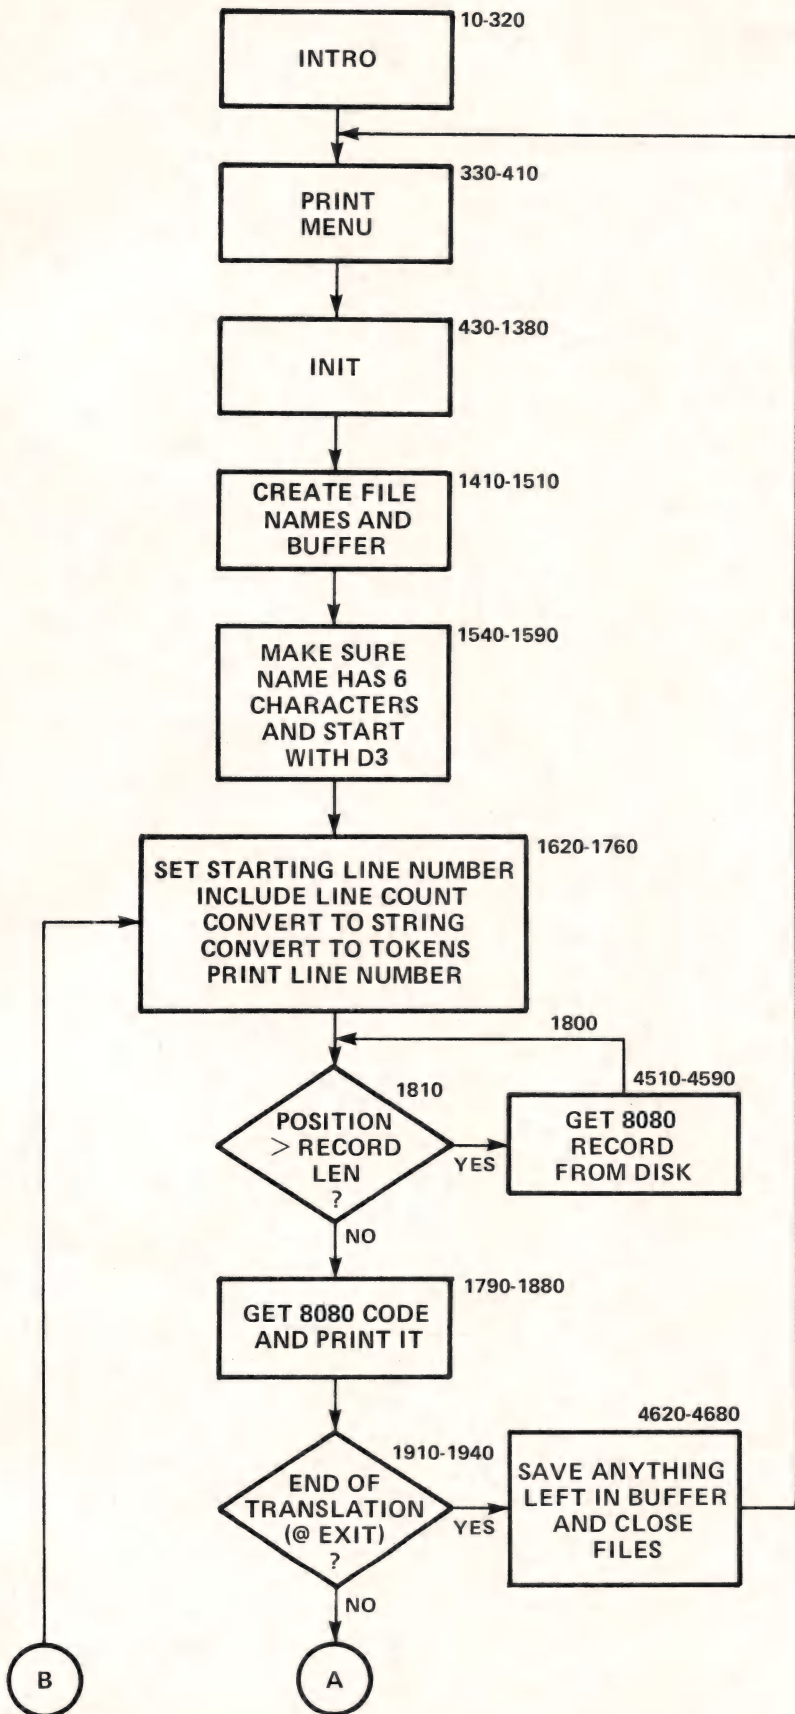 10-320
INTRO
330-410
PRINT
MENU
430-1380
INIT
1410-1510
CREATE FILE
NAMES AND
BUFFER
1540-1590
MAKE SURE
NAME HAS 6
CHARACTERS
AND START
WITH D3
1620-1760
SET STARTING LINE NUMBER
INCLUDE LINE COUNT
CONVERT TO STRING
CONVERT TO TOKENS
PRINT LINE NUMBER
1800
1810
POSITION
> RECORD
LEN
?
YES
4510-4590
GET 8080
RECORD
FROM DISK
NO
1790-1880
GET 8080 CODE
AND PRINT IT
1910-1940
END OF
TRANSLATION
(@ EXIT)
?
YES
4620-4680
SAVE ANYTHING
LEFT IN BUFFER
AND CLOSE
FILES
NO
B
A